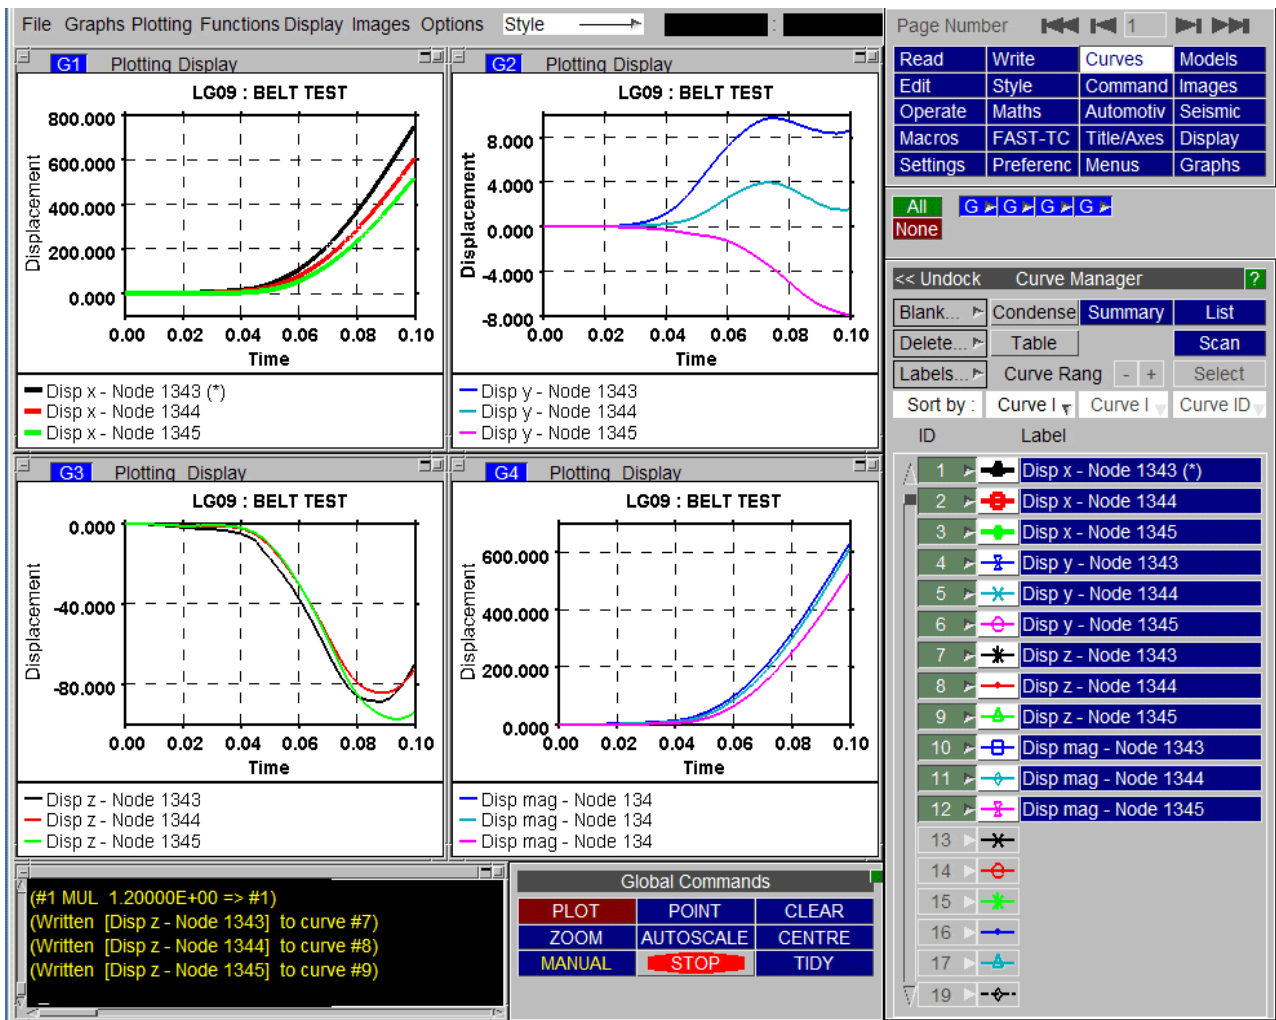 File Graphs Plotting Functions Display Images Options Style :
G1 Plotting Display
LG09 : BELT TEST
800.000
600.000
400.000
200.000
0.000
Displacement
0.00 0.02 0.04 0.06 0.08 0.10
Time
Disp x - Node 1343 (*)
Disp x - Node 1344
Disp x - Node 1345
G2 Plotting Display
LG09 : BELT TEST
8.000
4.000
0.000
-4.000
-8.000
Displacement
0.00 0.02 0.04 0.06 0.08 0.10
Time
Disp y - Node 1343
Disp y - Node 1344
Disp y - Node 1345
G3 Plotting Display
LG09 : BELT TEST
0.000
-40.000
-80.000
Displacement
0.00 0.02 0.04 0.06 0.08 0.10
Time
Disp z - Node 1343
Disp z - Node 1344
Disp z - Node 1345
G4 Plotting Display
LG09 : BELT TEST
600.000
400.000
200.000
0.000
Displacement
0.00 0.02 0.04 0.06 0.08 0.10
Time
Disp mag - Node 134
Disp mag - Node 134
Disp mag - Node 134
(#1 MUL 1.20000E+00 => #1)
(Written [Disp z - Node 1343] to curve #7)
(Written [Disp z - Node 1344] to curve #8)
(Written [Disp z - Node 1345] to curve #9)
_
Global Commands
PLOT POINT CLEAR
ZOOM AUTOSCALE CENTRE
MANUAL STOP TIDY
Page Number 1
Read Write Curves Models
Edit Style Command Images
Operate Maths Automotiv Seismic
Macros FAST-TC Title/Axes Display
Settings Preferenc Menus Graphs
All G G G G
None
<< Undock Curve Manager ?
Blank... Condense Summary List
Delete... Table Scan
Labels... Curve Rang - + Select
Sort by : Curve I Curve I Curve ID
ID Label
1 Disp x - Node 1343 (*)
2 Disp x - Node 1344
3 Disp x - Node 1345
4 Disp y - Node 1343
5 Disp y - Node 1344
6 Disp y - Node 1345
7 Disp z - Node 1343
8 Disp z - Node 1344
9 Disp z - Node 1345
10 Disp mag - Node 1343
11 Disp mag - Node 1344
12 Disp mag - Node 1345
13
14
15
16
17
19